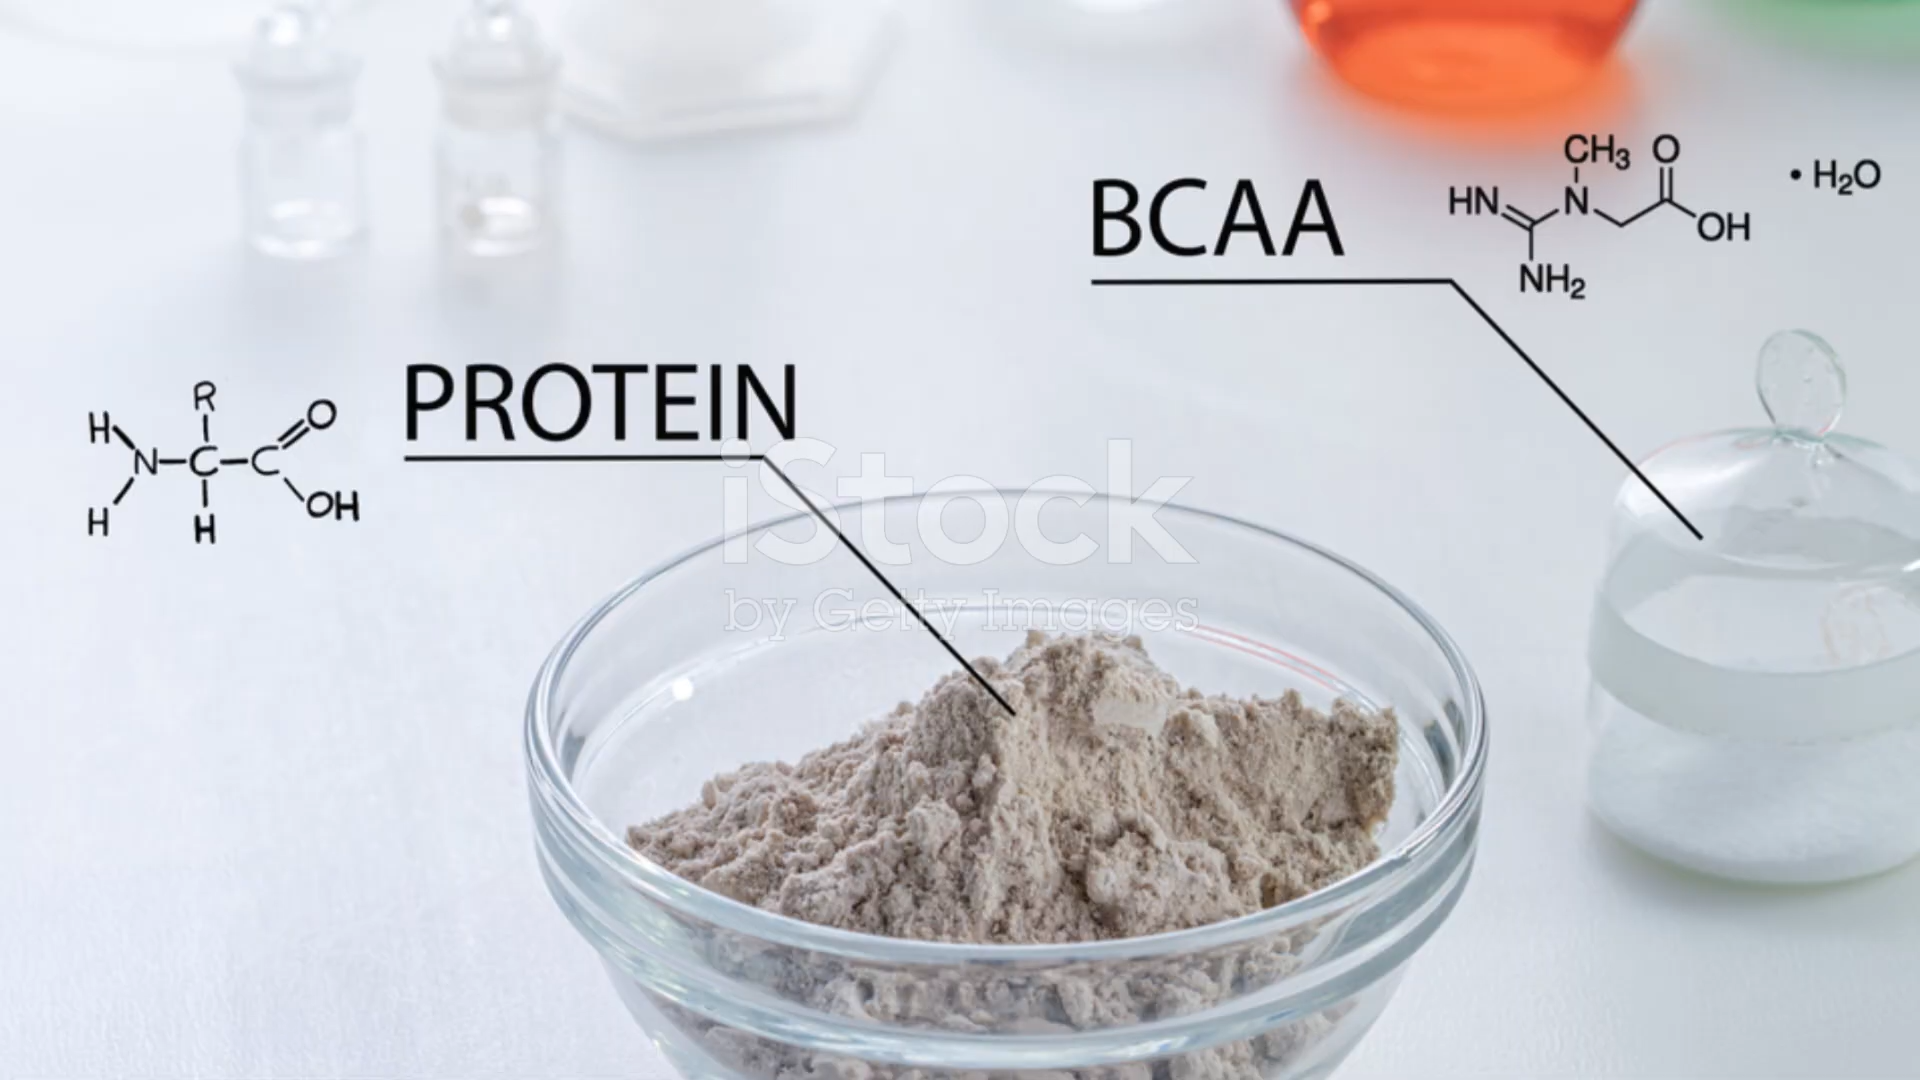 BCAA
CH3 O
HN N OH
NH2
· H2O
PROTEIN
R
H O
N C C
H H OH
iStock
by Getty Images